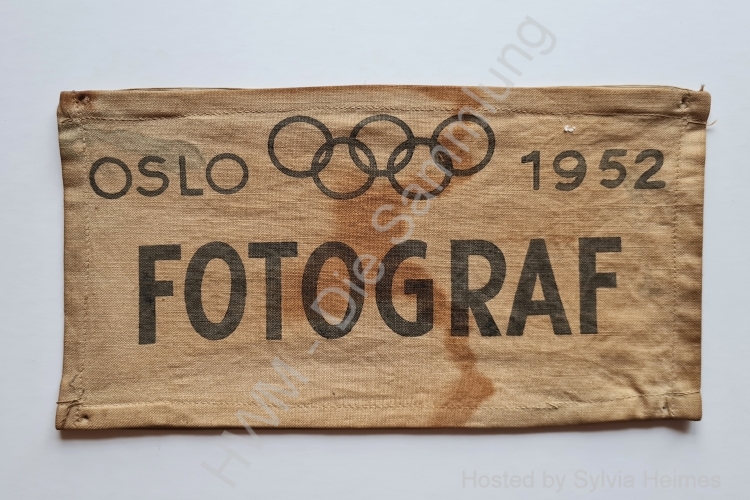 OSLO 1952
FOTOGRAF
HWM - Die Sammlung
Hosted by Sylvia Heimes